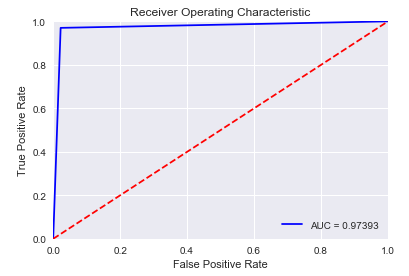 Receiver Operating Characteristic
True Positive Rate
1.0
0.8
0.6
0.4
0.2
0.0
AUC = 0.97393
0.0 0.2 0.4 0.6 0.8 1.0
False Positive Rate